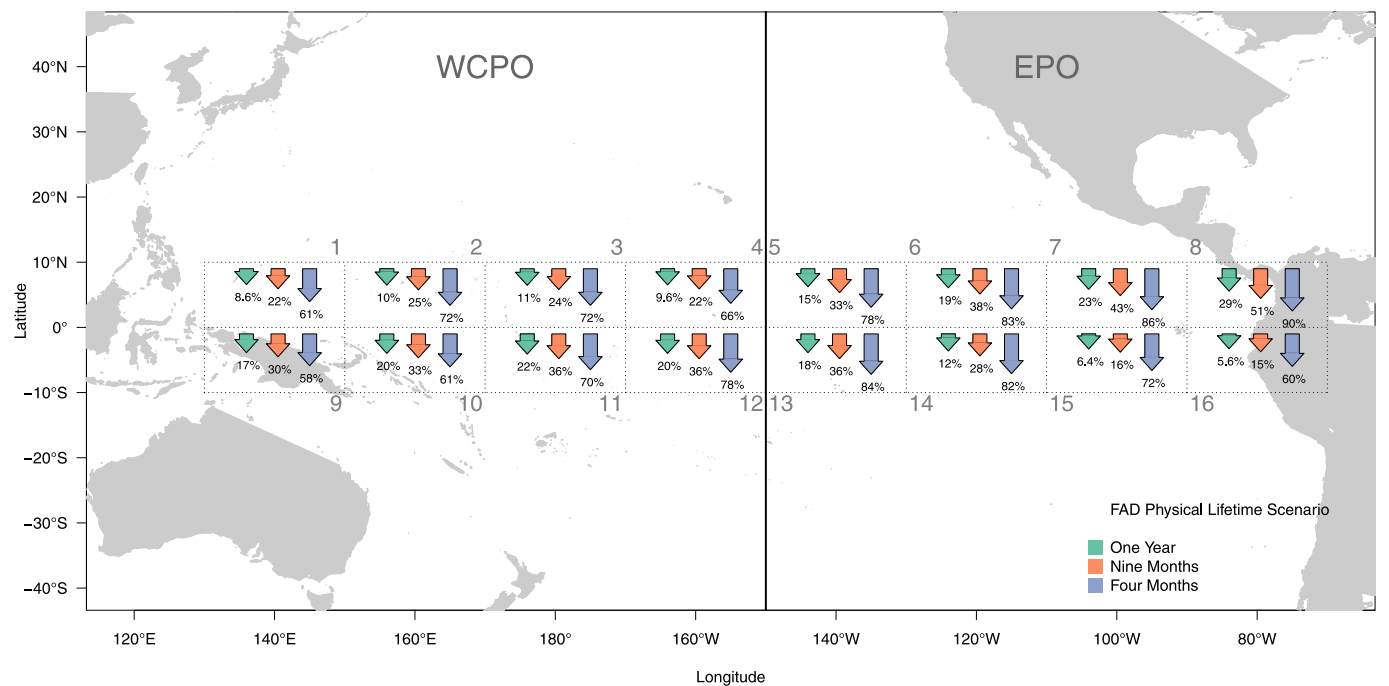 WCPO
EPO
40°N
30°N
20°N
10°N
0°
−10°S
−20°S
−30°S
−40°S
Latitude
1 2 3 4 5 6 7 8
8.6% 22% 61% 10% 25% 72% 11% 24% 72% 9.6% 22% 66% 15% 33% 78% 19% 38% 83% 23% 43% 86% 29% 51% 90%
17% 30% 58% 20% 33% 61% 22% 36% 70% 20% 36% 78% 18% 36% 84% 12% 28% 82% 6.4% 16% 72% 5.6% 15% 60%
9 10 11 12 13 14 15 16
FAD Physical Lifetime Scenario
One Year
Nine Months
Four Months
120°E 140°E 160°E 180° 160°W 140°W 120°W 100°W 80°W
Longitude